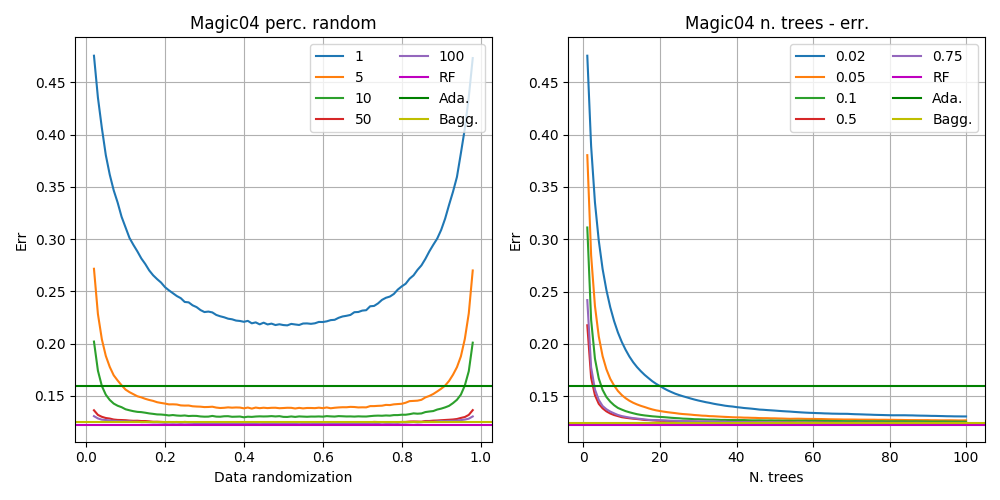 Magic04 perc. random
Err
0.45
0.40
0.35
0.30
0.25
0.20
0.15
0.0 0.2 0.4 0.6 0.8 1.0
Data randomization
1 100
5 RF
10 Ada.
50 Bagg.
Magic04 n. trees - err.
Err
0.45
0.40
0.35
0.30
0.25
0.20
0.15
0 20 40 60 80 100
N. trees
0.02 0.75
0.05 RF
0.1 Ada.
0.5 Bagg.